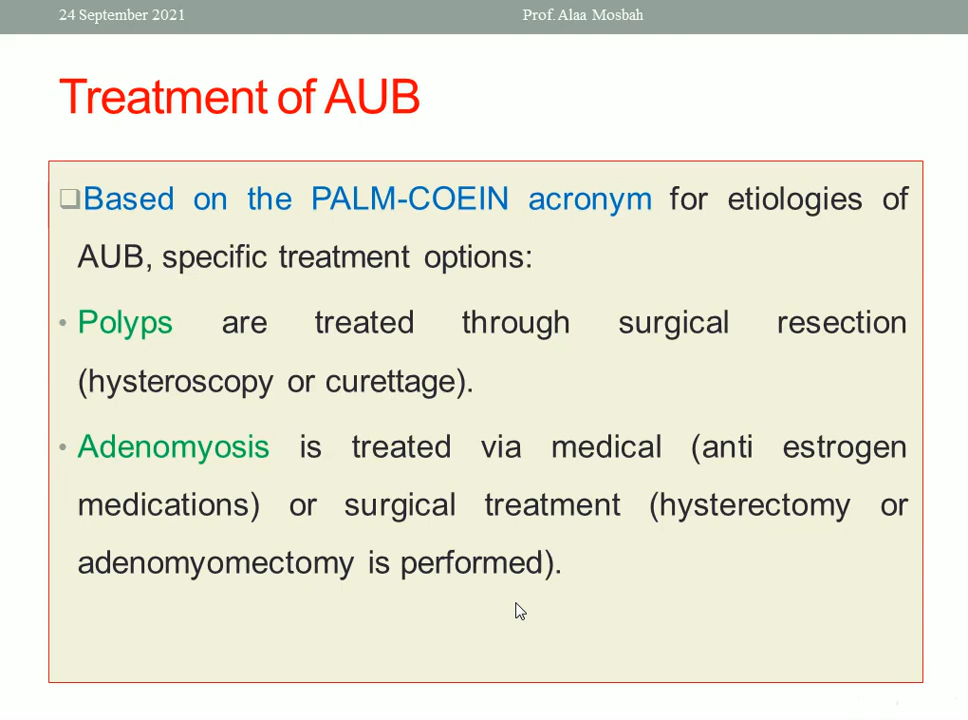 24 September 2021 Prof. Alaa Mosbah
Treatment of AUB
❑Based on the PALM-COEIN acronym for etiologies of
AUB, specific treatment options:
• Polyps are treated through surgical resection
(hysteroscopy or curettage).
• Adenomyosis is treated via medical (anti estrogen
medications) or surgical treatment (hysterectomy or
adenomyomectomy is performed).